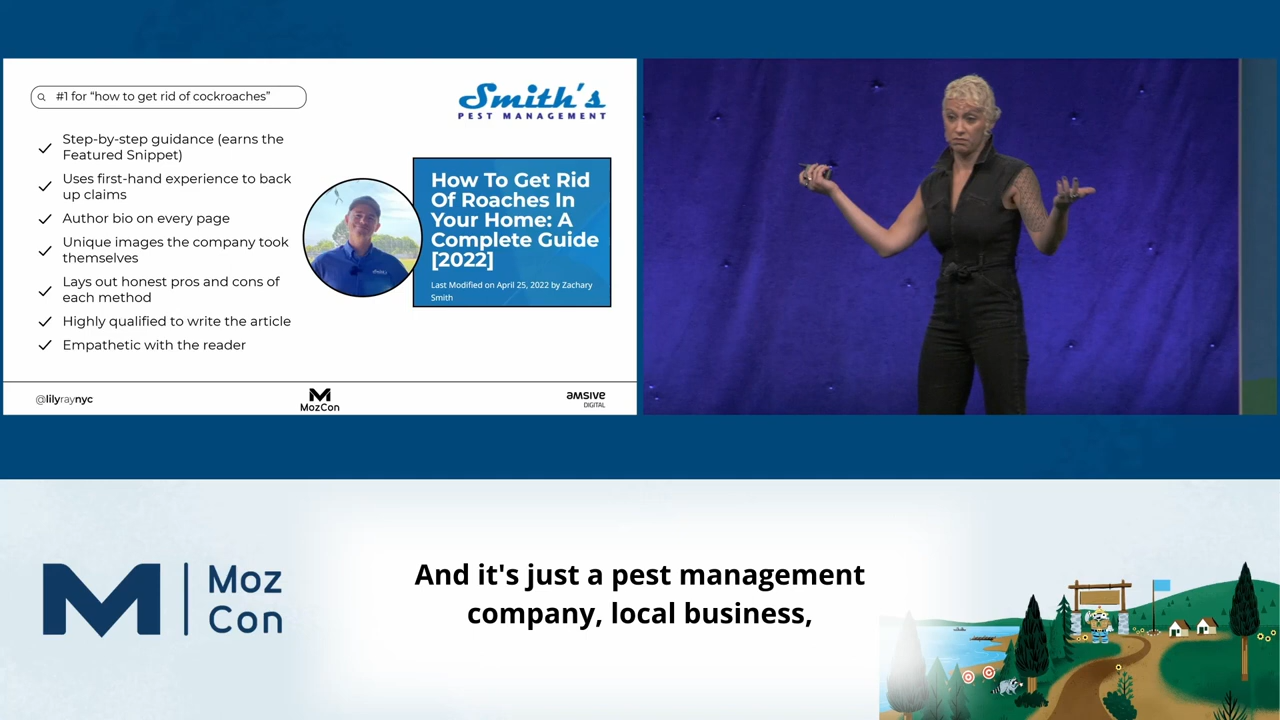 #1 for “how to get rid of cockroaches”
Step-by-step guidance (earns the
Featured Snippet)
Uses first-hand experience to back
up claims
Author bio on every page
Unique images the company took
themselves
Lays out honest pros and cons of
each method
Highly qualified to write the article
Empathetic with the reader
Smith's
PEST MANAGEMENT
How To Get Rid
Of Roaches In
Your Home: A
Complete Guide
[2022]
Last Modified on April 25, 2022 by Zachary
Smith
@lilyraynyc
MozCon
amsive
DIGITAL
Moz
Con
And it's just a pest management
company, local business,